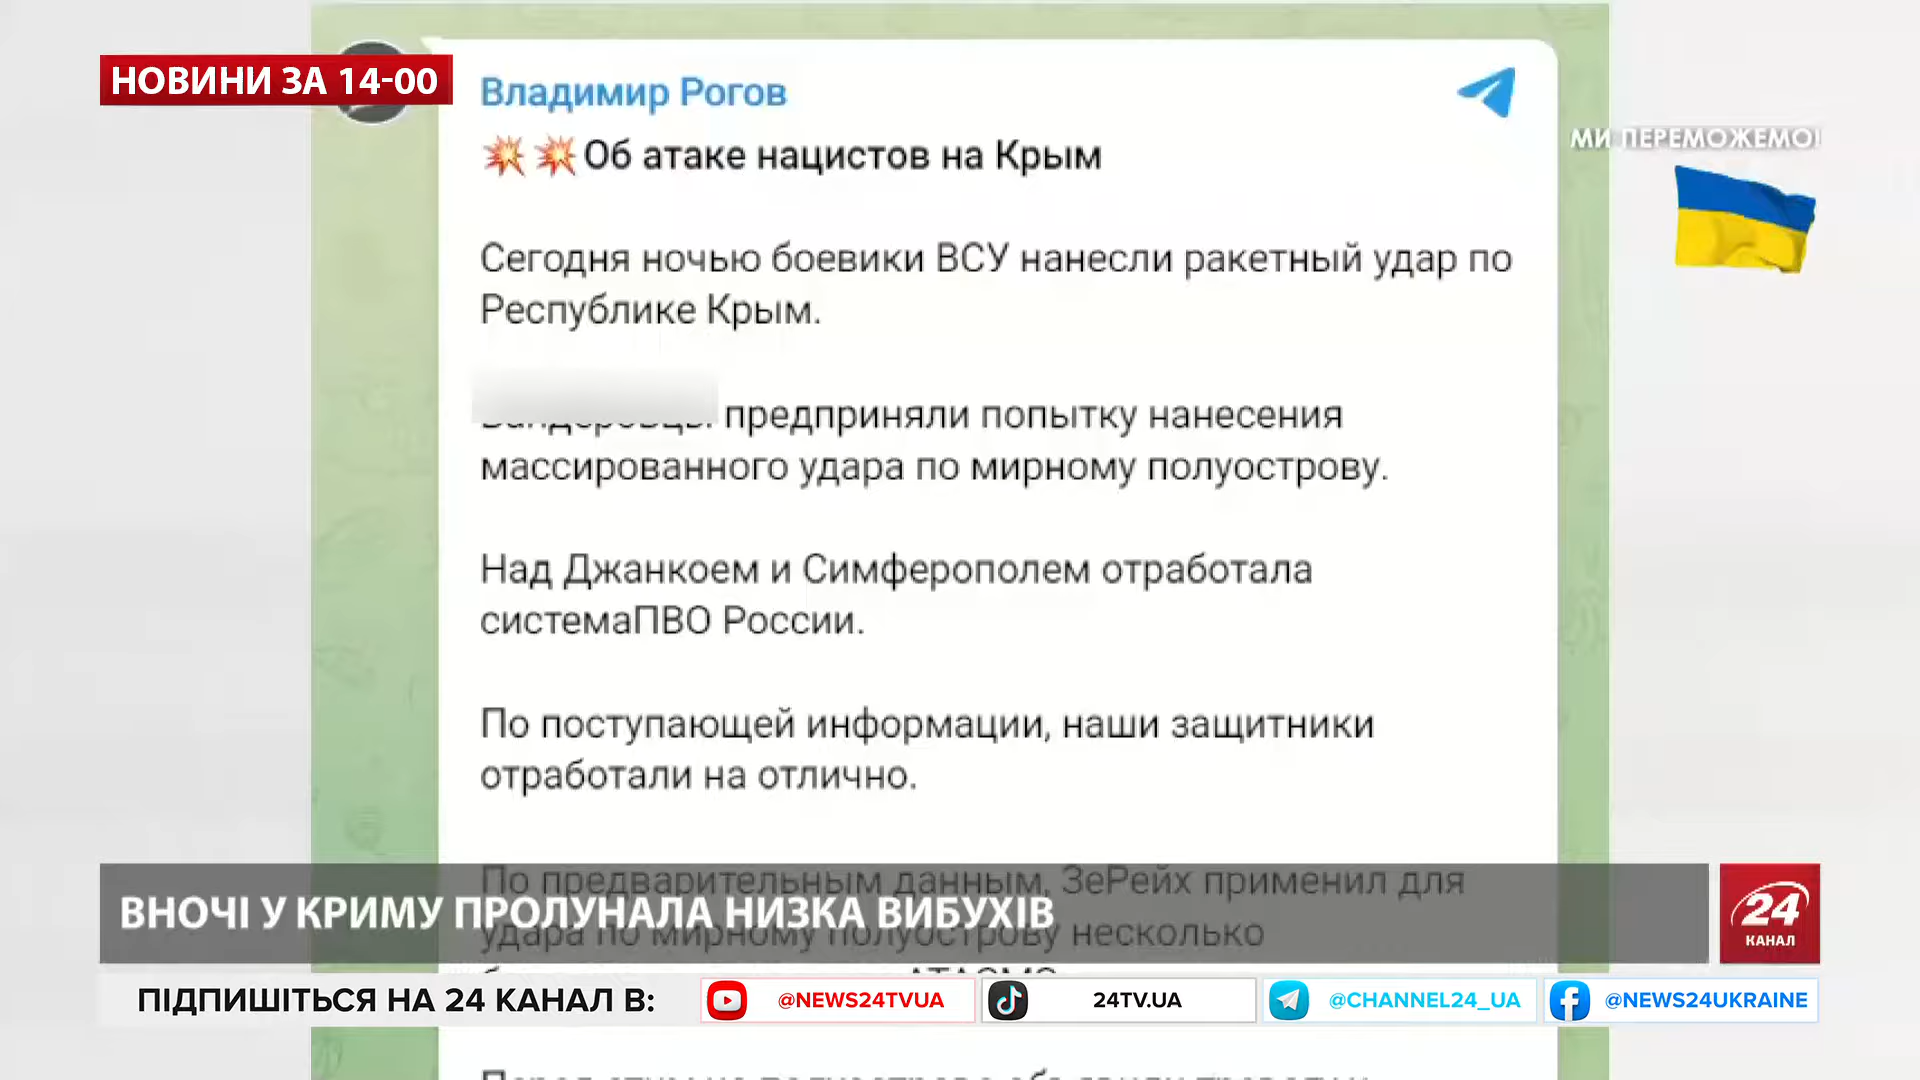 НОВИНИ ЗА 14-00
Владимир Рогов
💥💥Об атаке нацистов на Крым
МИ ПЕРЕМОЖЕМО!
Сегодня ночью боевики ВСУ нанесли ракетный удар по
Республике Крым.
предприняли попытку нанесения
массированного удара по мирному полуострову.
Над Джанкоем и Симферополем отработала
системаПВО России.
По поступающей информации, наши защитники
отработали на отлично.
По предварительным данным, ЗеРейх применил для
удара по мирному полуострову несколько
ВНОЧІ У КРИМУ ПРОЛУНАЛА НИЗКА ВИБУХІВ
24
КАНАЛ
ПІДПИШІТЬСЯ НА 24 КАНАЛ В:
@NEWS24TVUA
24TV.UA
@CHANNEL24_UA
@NEWS24UKRAINE